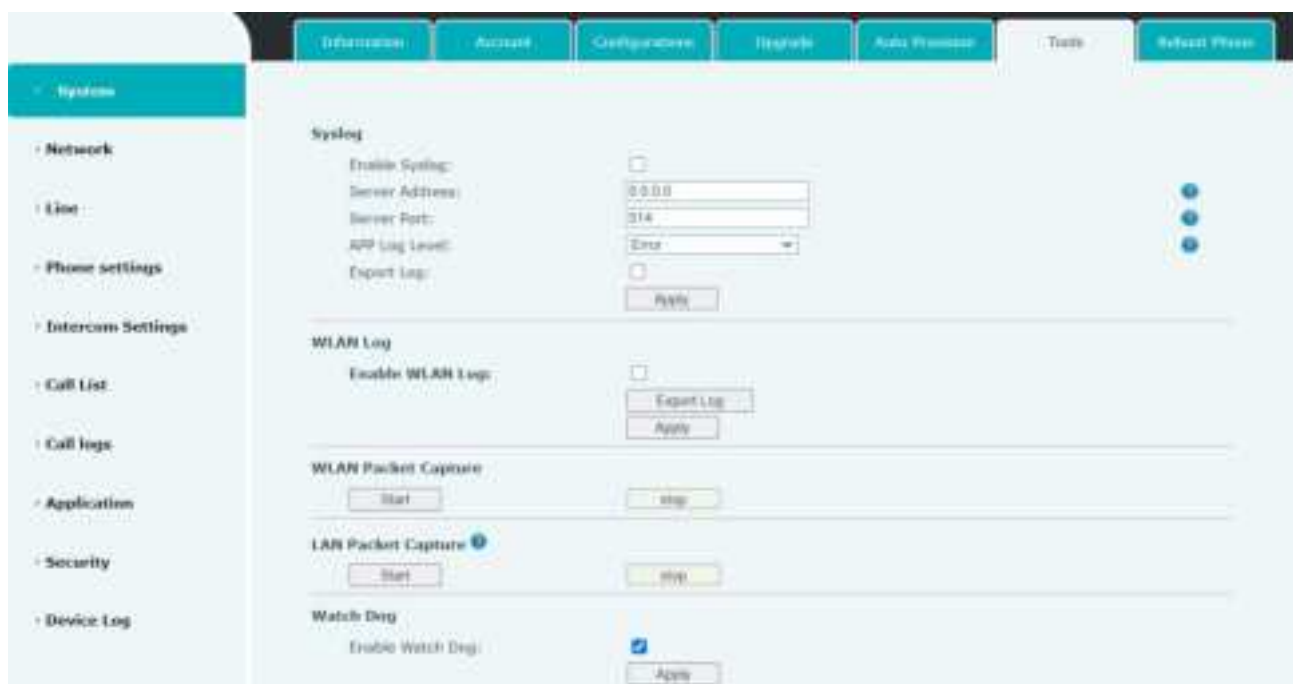 Information Account Configurations Upgrade Auto Provision Tools Reboot Phone
› System
› Network
› Line
› Phone settings
› Intercom Settings
› Call List
› Call logs
› Application
› Security
› Device Log
Syslog
Enable Syslog:
Server Address: 0.0.0.0
Server Port: 514
APP Log Level: Error
Export Log:
Apply
WLAN Log
Enable WLAN Log:
Export Log
Apply
WLAN Packet Capture
Start stop
LAN Packet Capture ?
Start stop
Watch Dog
Enable Watch Dog:
Apply